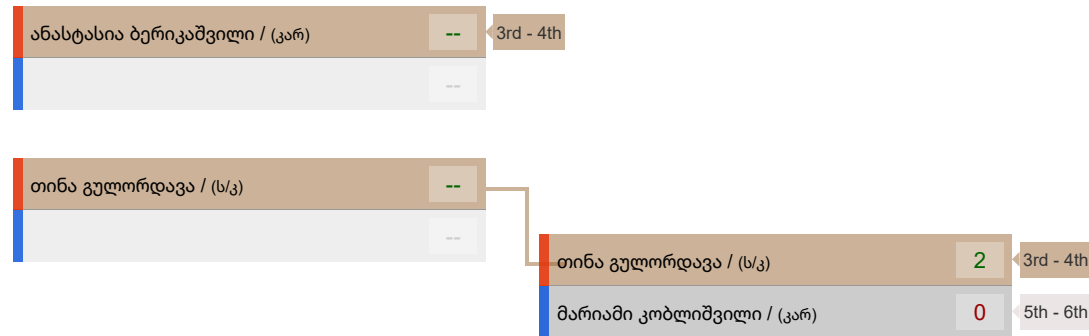 ანასტასია ბერიკაშვილი / (კარ) -- 3rd - 4th
--
თინა გულორდავა / (ს/კ) --
--
თინა გულორდავა / (ს/კ) 2 3rd - 4th
მარიამი კობლიშვილი / (კარ) 0 5th - 6th